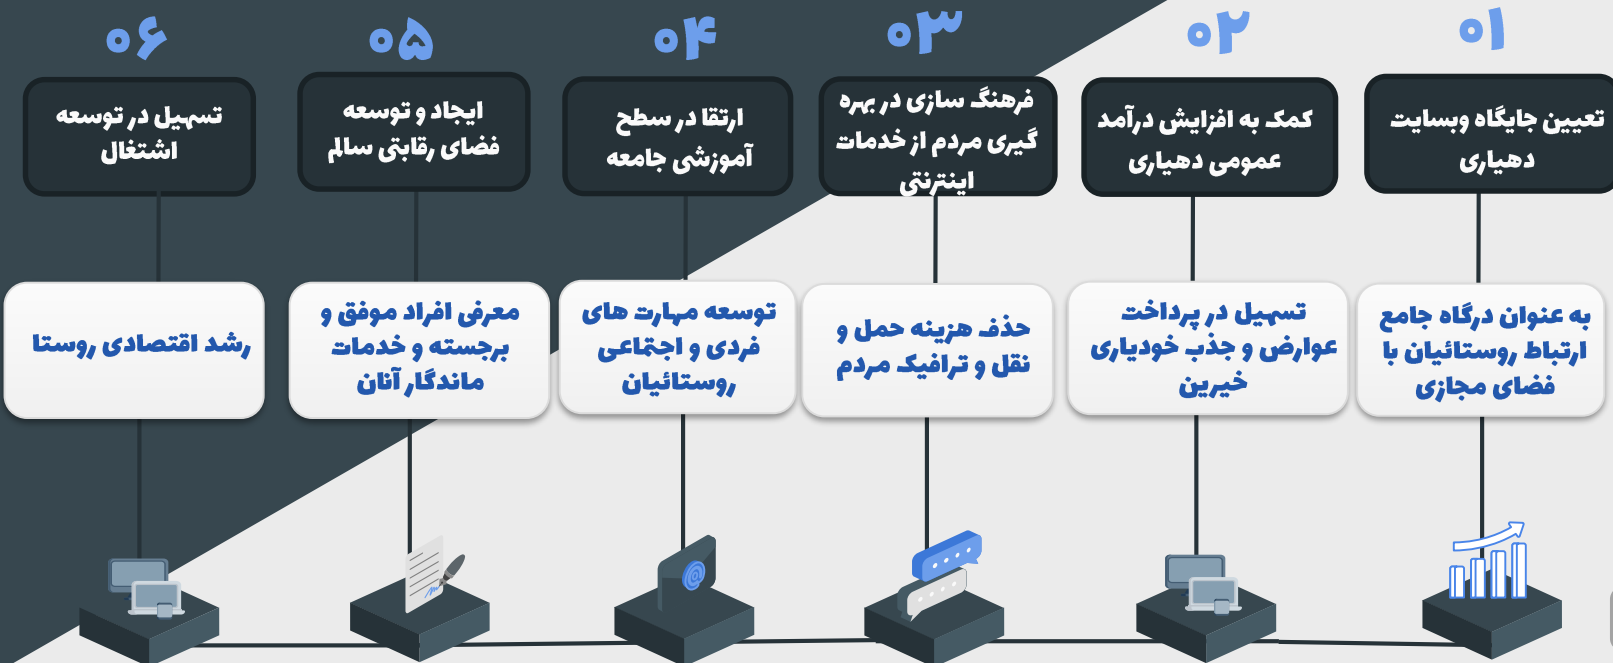 ۰۱
تعیین جایگاه وبسایت
دهیاری
به عنوان درگاه جامع
ارتباط روستائیان با
فضای مجازی
۰۲
کمک به افزایش درآمد
عمومی دهیاری
تسهیل در پرداخت
عوارض و جذب خودیاری
خیرین
۰۳
فرهنگ سازی در بهره
گیری مردم از خدمات
اینترنتی
حذف هزینه حمل و
نقل و ترافیک مردم
۰۴
ارتقا در سطح
آموزشی جامعه
توسعه مهارت های
فردی و اجتماعی
روستائیان
۰۵
ایجاد و توسعه
فضای رقابتی سالم
معرفی افراد موفق و
برجسته و خدمات
ماندگار آنان
۰۶
تسهیل در توسعه
اشتغال
رشد اقتصادی روستا